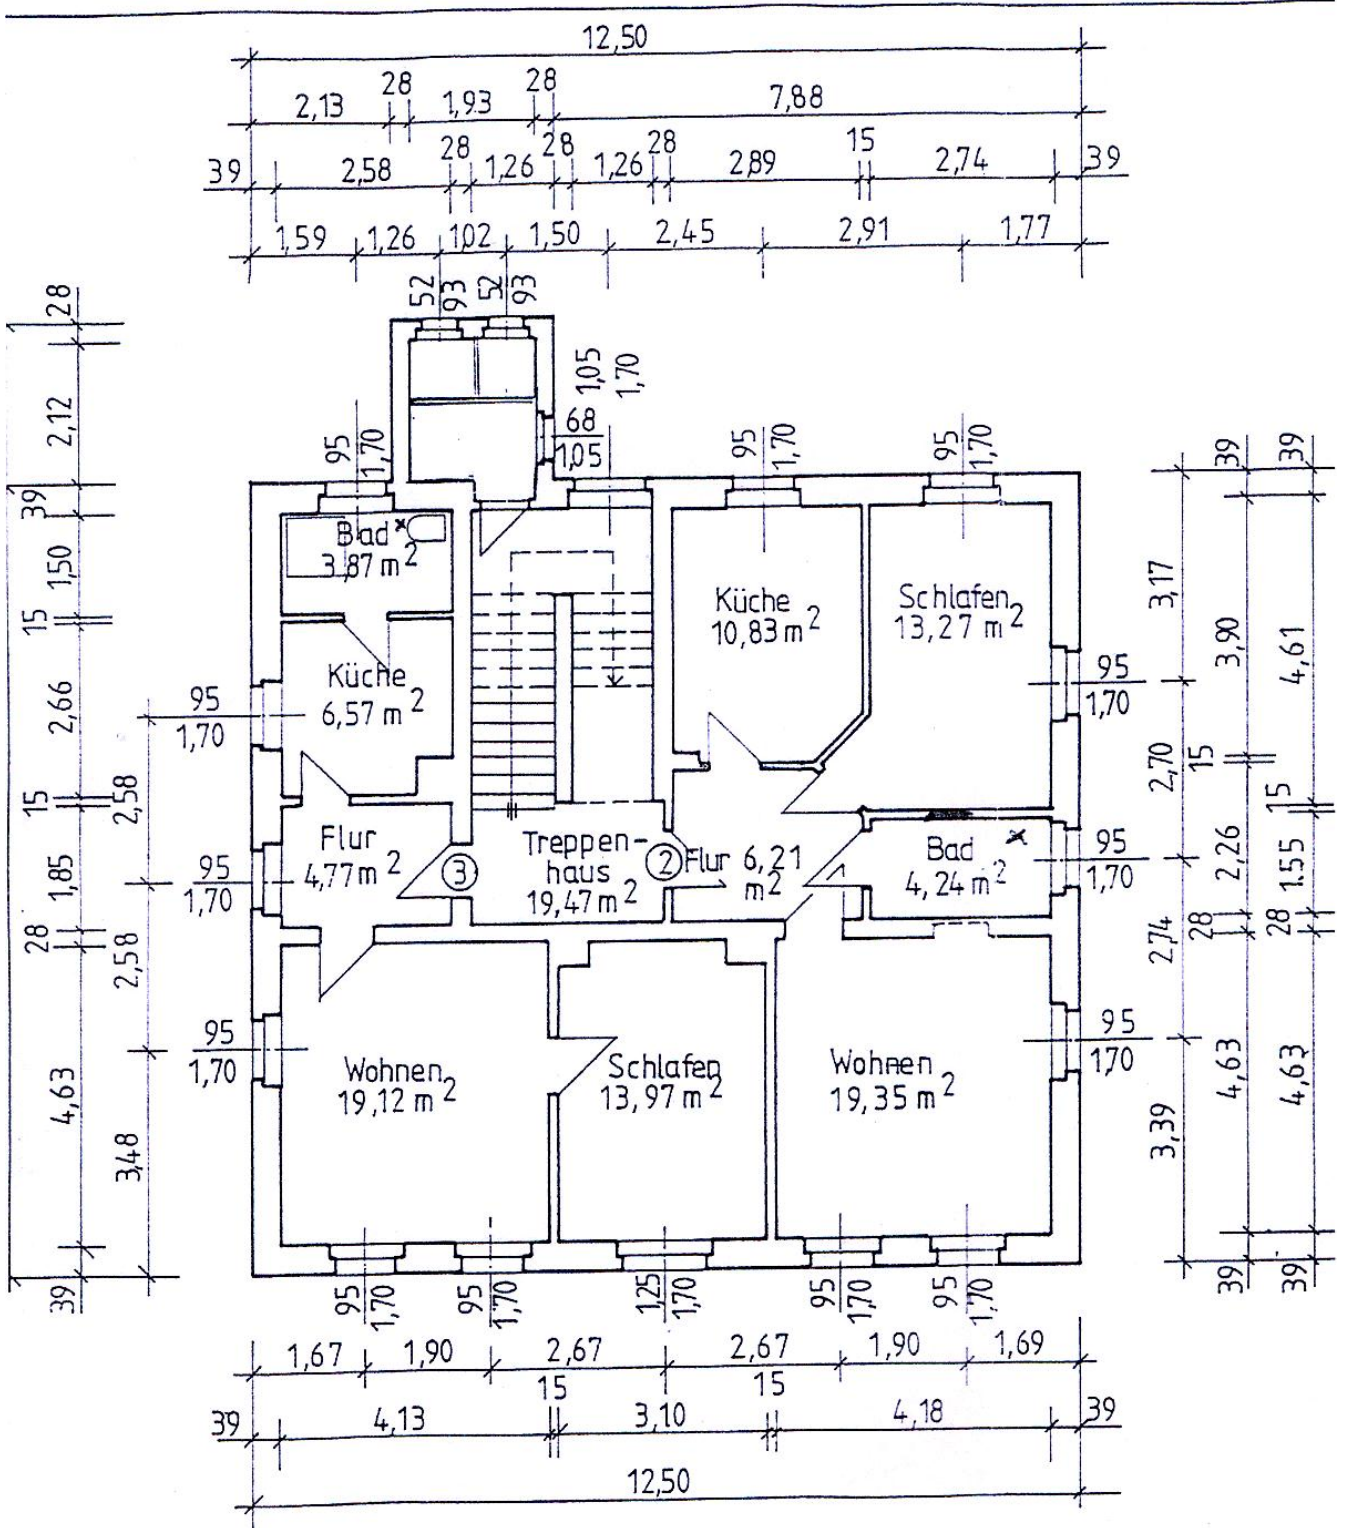 12,50
28 28
2,13 1,93 7,88
28 28 28 15
39 2,58 1,26 1,26 2,89 2,74 39
1,59 1,26 1,02 1,50 2,45 2,91 1,77
52 93 52 93
28
2,12
39
1,50
15
2,66
15
1,85
28
4,63
39
2,58
2,58
3,48
95 1,70
1,05 1,70
68
1,05
95 1,70
95 1,70
Bad
3,87 m²
Küche
6,57 m²
Küche
10,83 m²
Schlafen
13,27 m²
95
1,70
95
1,70
Flur
4,77 m²
3
Treppen-
haus
19,47 m²
2
Flur 6,21
m²
Bad
4,24 m²
95
1,70
95
1,70
95
1,70
95
1,70
Wohnen
19,12 m²
Schlafen
13,97 m²
Wohnen
19,35 m²
3,17
2,70
2,74
3,39
39
3,90
15
2,26
28
4,63
39
39
4,61
15
1.55
28
4,63
39
95 1,70
95 1,70
1,25 1,70
95 1,70
95 1,70
1,67 1,90 2,67 2,67 1,90 1,69
15 15
39 4,13 3,10 4,18 39
12,50